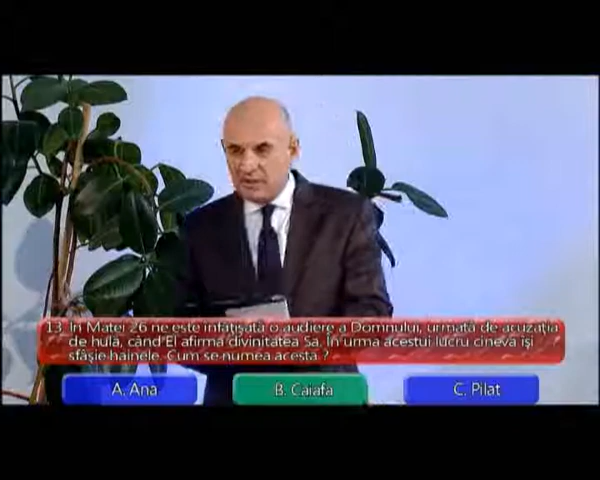 13. În Matei 26 ne este înfățișată o audiere a Domnului, urmată de acuzația
de hulă, când El afirmă divinitatea Sa. În urma acestui lucru cineva își
sfâșie hainele. Cum se numea acesta ?
A. Ana
B. Caiafa
C. Pilat